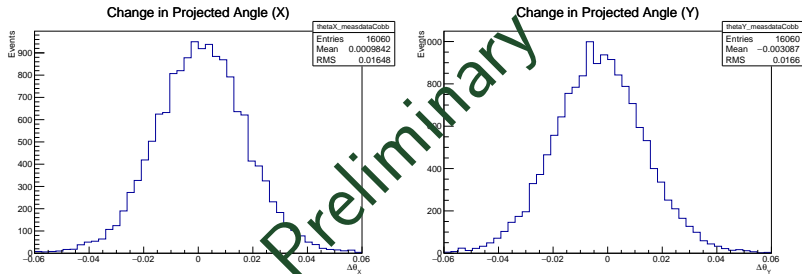 Change in Projected Angle (X)
thetaX_measdataCobb
Entries 16060
Mean 0.0009842
RMS 0.01648
Events
900
800
700
600
500
400
300
200
100
0
−0.06 −0.04 −0.02 0 0.02 0.04 0.06
Δθ_X
Change in Projected Angle (Y)
thetaY_measdataCobb
Entries 16060
Mean −0.003087
RMS 0.0166
Events
1000
800
600
400
200
0
−0.06 −0.04 −0.02 0 0.02 0.04 0.06
Δθ_Y
Preliminary